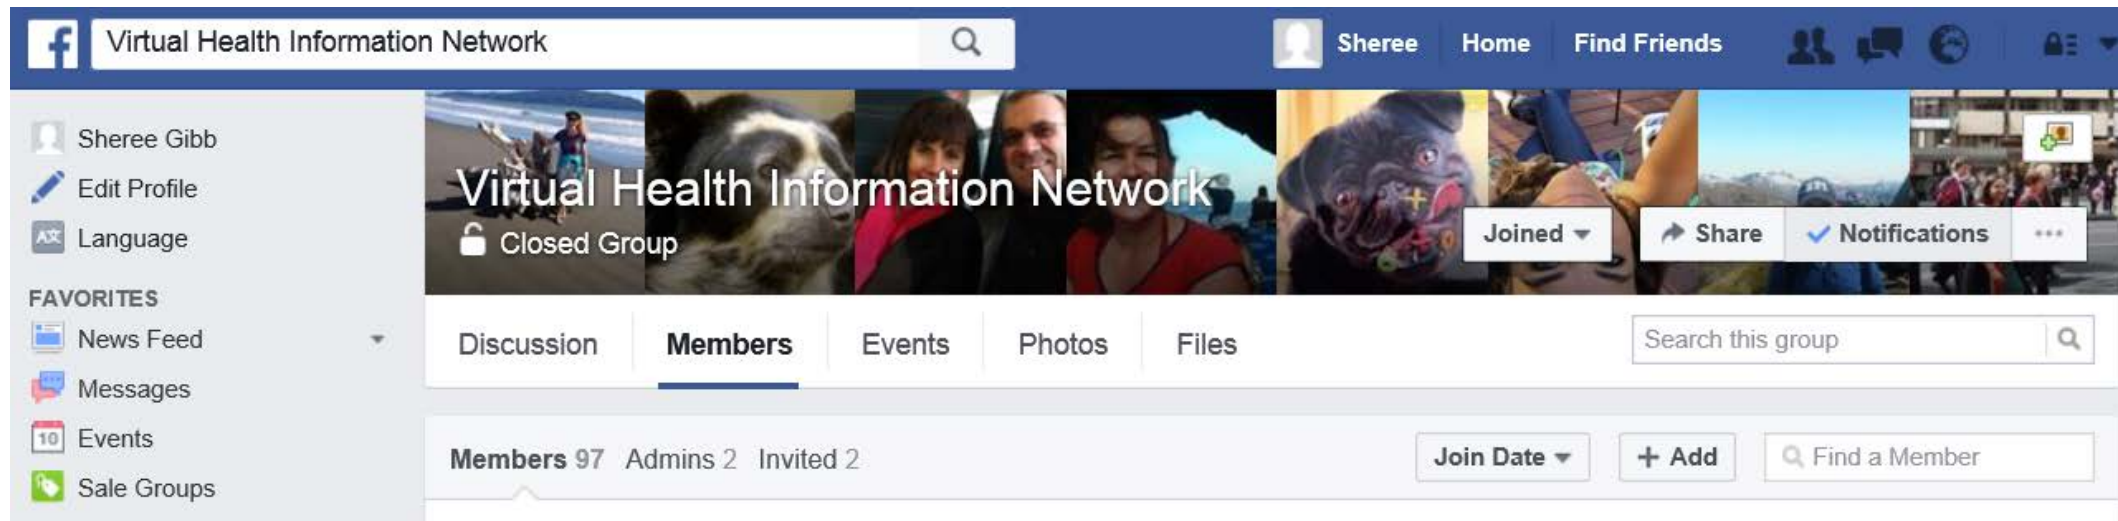 f Virtual Health Information Network
Sheree Home Find Friends
Sheree Gibb
Edit Profile
Language
FAVORITES
News Feed
Messages
10 Events
Sale Groups
Virtual Health Information Network
Closed Group
Joined Share Notifications ...
Discussion Members Events Photos Files
Search this group
Members 97 Admins 2 Invited 2
Join Date + Add Find a Member